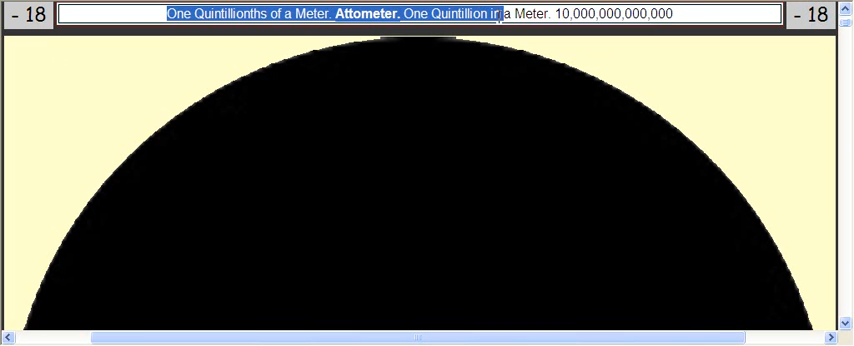 - 18 One Quintillionths of a Meter. Attometer. One Quintillion in a Meter. 10,000,000,000,000 - 18